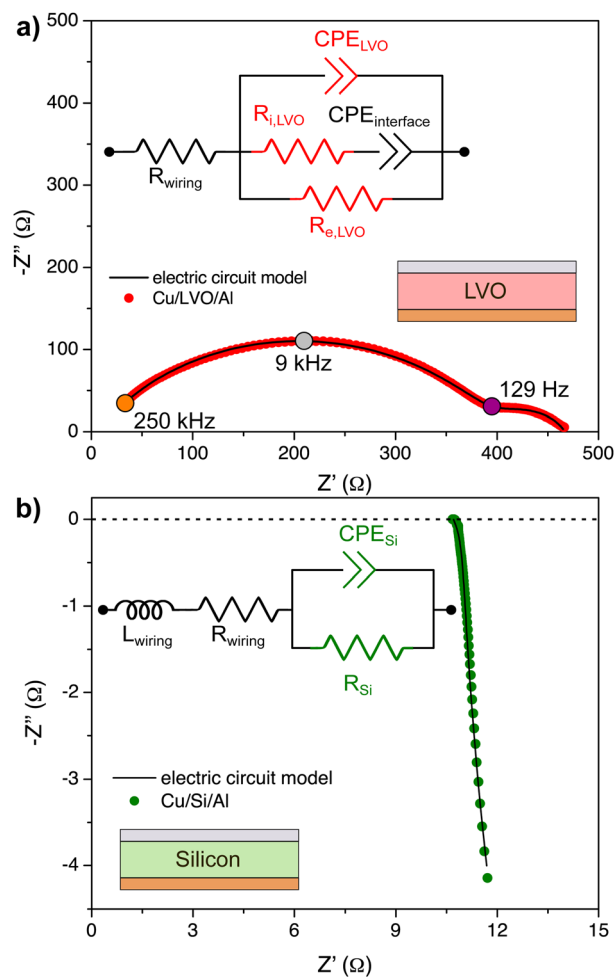 a)
-Z'' (Ω)
500
400
300
200
100
0
CPE_LVO
R_i,LVO
CPE_interface
R_wiring
R_e,LVO
electric circuit model
Cu/LVO/Al
LVO
250 kHz
9 kHz
129 Hz
0 100 200 300 400 500
Z' (Ω)
b)
-Z'' (Ω)
0
-1
-2
-3
-4
CPE_Si
L_wiring
R_wiring
R_Si
electric circuit model
Cu/Si/Al
Silicon
0 3 6 9 12 15
Z' (Ω)